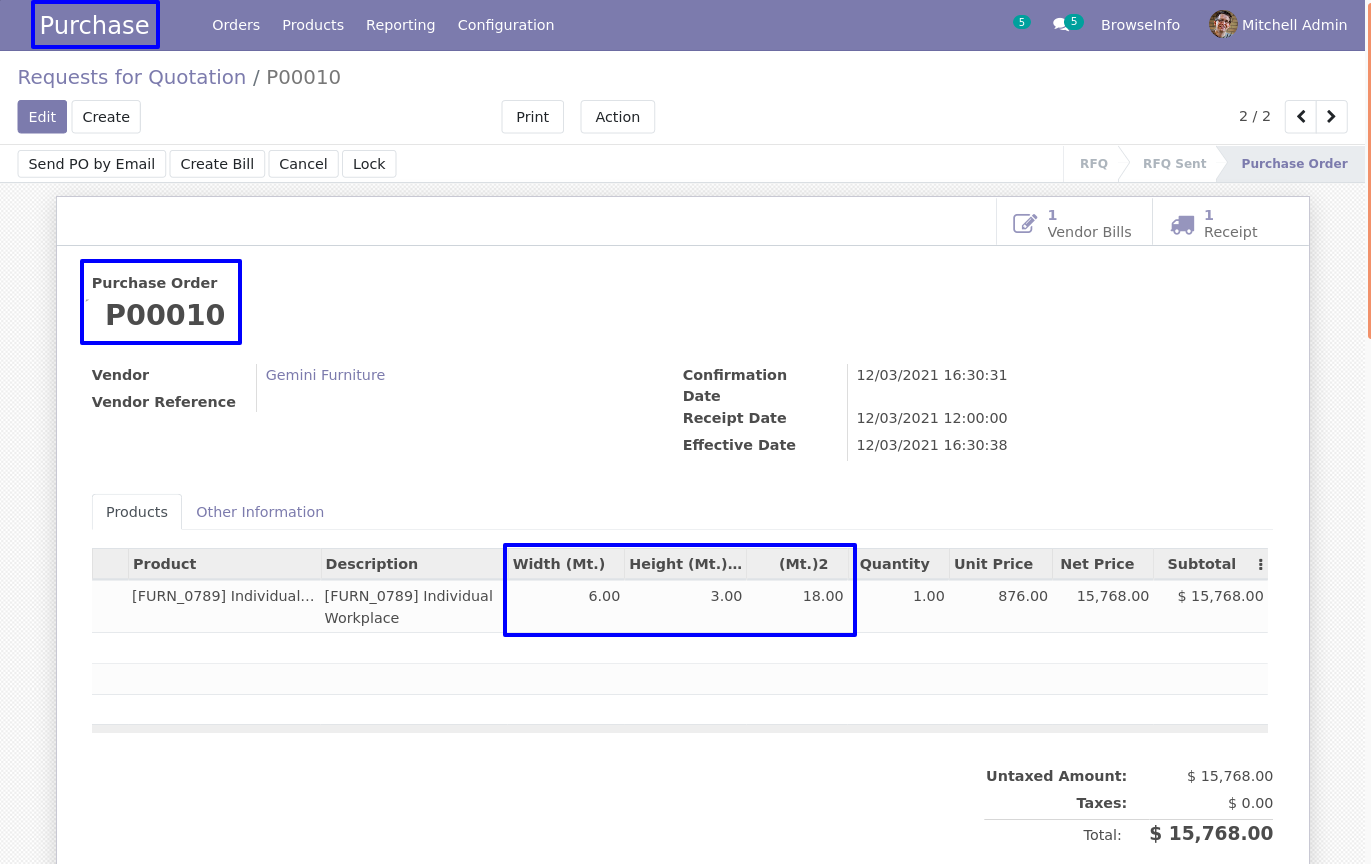 Purchase Orders Products Reporting Configuration 5 5 BrowseInfo Mitchell Admin
Requests for Quotation / P00010
Edit Create Print Action 2 / 2
Send PO by Email Create Bill Cancel Lock RFQ RFQ Sent Purchase Order
1 Vendor Bills
1 Receipt
Purchase Order
P00010
Vendor Gemini Furniture
Vendor Reference
Confirmation Date 12/03/2021 16:30:31
Receipt Date 12/03/2021 12:00:00
Effective Date 12/03/2021 16:30:38
Products Other Information
Product Description Width (Mt.) Height (Mt.)... (Mt.)2 Quantity Unit Price Net Price Subtotal
[FURN_0789] Individual... [FURN_0789] Individual 6.00 3.00 18.00 1.00 876.00 15,768.00 $ 15,768.00
Workplace
Untaxed Amount: $ 15,768.00
Taxes: $ 0.00
Total: $ 15,768.00